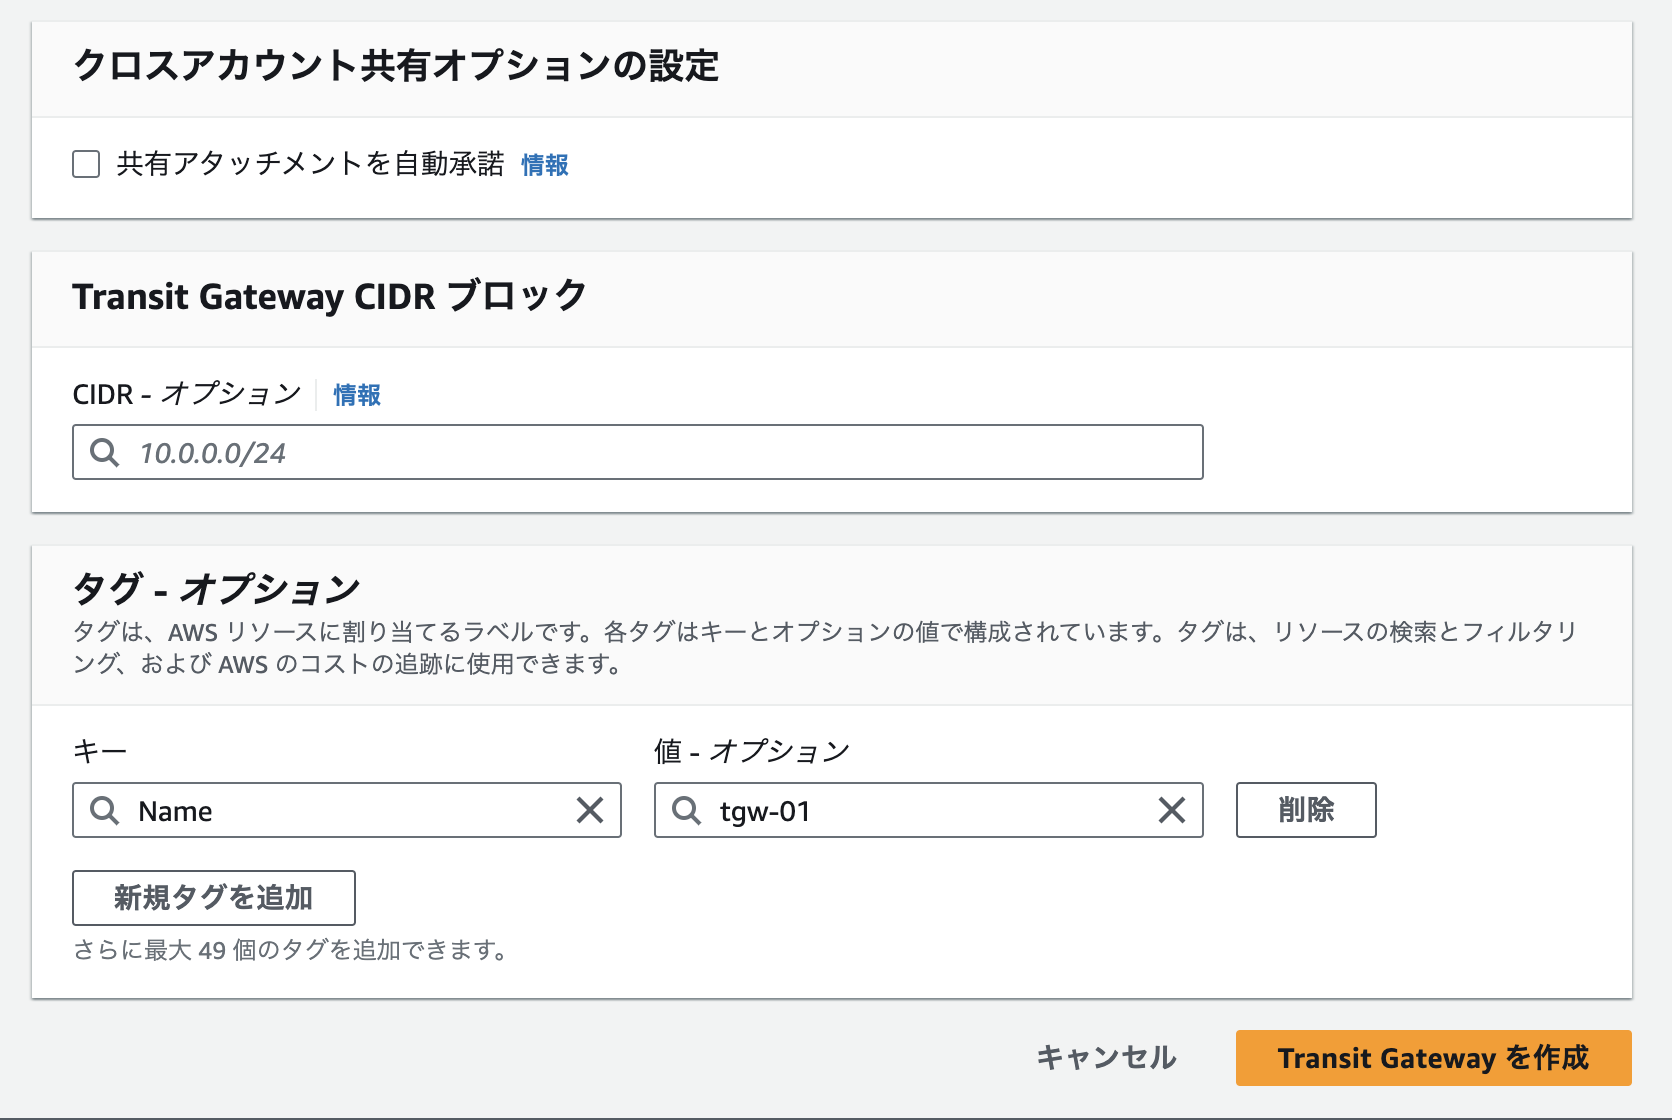 クロスアカウント共有オプションの設定
共有アタッチメントを自動承諾 情報
Transit Gateway CIDR ブロック
CIDR - オプション 情報
10.0.0.0/24
タグ - オプション
タグは、AWS リソースに割り当てるラベルです。各タグはキーとオプションの値で構成されています。タグは、リソースの検索とフィルタリ
ング、および AWS のコストの追跡に使用できます。
キー 値 - オプション
Name tgw-01 削除
新規タグを追加
さらに最大 49 個のタグを追加できます。
キャンセル Transit Gateway を作成